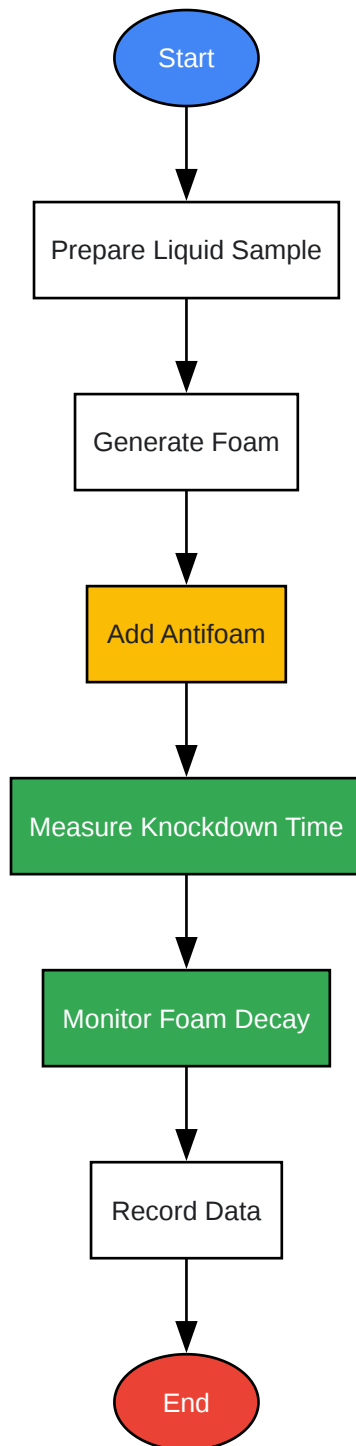 Start
Prepare Liquid Sample
Generate Foam
Add Antifoam
Measure Knockdown Time
Monitor Foam Decay
Record Data
End